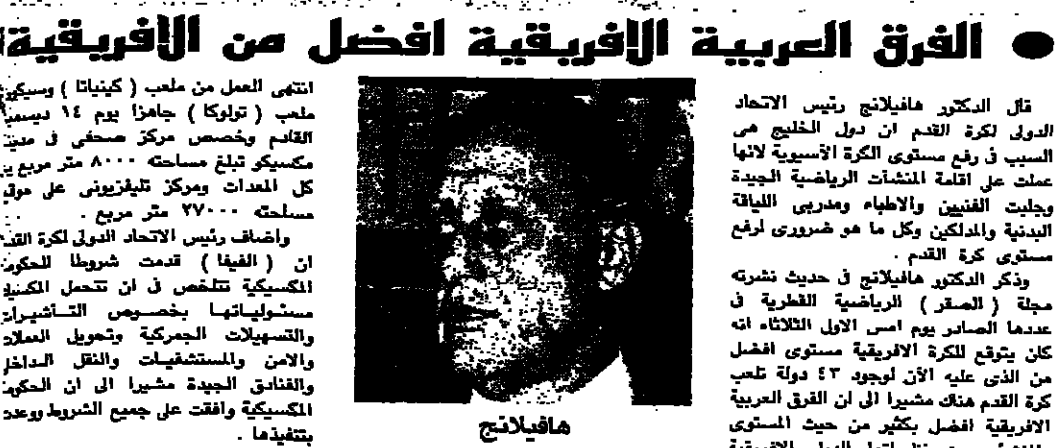 ● الفرق العربية الافريقية افضل من الافريقية
قال الدكتور هافيلانج رئيس الاتحاد
الدولى لكرة القدم ان دول الخليج هى
السبب فى رفع مستوى الكرة الآسيوية لانها
عملت على اقامة المنشآت الرياضية الجيدة
وجلبت الفنيين والاطباء ومدربى اللياقة
البدنية والمدلكين وكل ما هو ضرورى لرفع
مستوى كرة القدم .
وذكر الدكتور هافيلانج فى حديث نشرته
مجلة ( الصقر ) الرياضية القطرية فى
عددها الصادر يوم امس الاول الثلاثاء انه
كان يتوقع للكرة الافريقية مستوى افضل
من الذى عليه الآن لوجود ٤٣ دولة تلعب
كرة القدم هناك مشيرا الى ان الفرق العربية
الافريقية افضل بكثير من حيث المستوى
هافيلانج
انتهى العمل من ملعب ( كينياتا ) وسيكون
ملعب ( تولوكا ) جاهزا يوم ١٤ ديسمبر
القادم وخصص مركز صحفى فى مدينة
مكسيكو تبلغ مساحته ٨٠٠٠ متر مربع
كل المعدات ومركز تليفزيونى على موقع
مساحته ٢٧٠٠٠ متر مربع .
واضاف رئيس الاتحاد الدولى لكرة القدم
ان ( الفيفا ) قدمت شروطا للحكومة
المكسيكية تتلخص فى ان تتحمل المكسيك
مسئولياتها بخصوص التأشيرات
والتسهيلات الجمركية وتحويل العملات
والامن والمستشفيات والنقل الداخلى
والفنادق الجيدة مشيرا الى ان الحكومة
المكسيكية وافقت على جميع الشروط ووعدت
بتنفيذها .